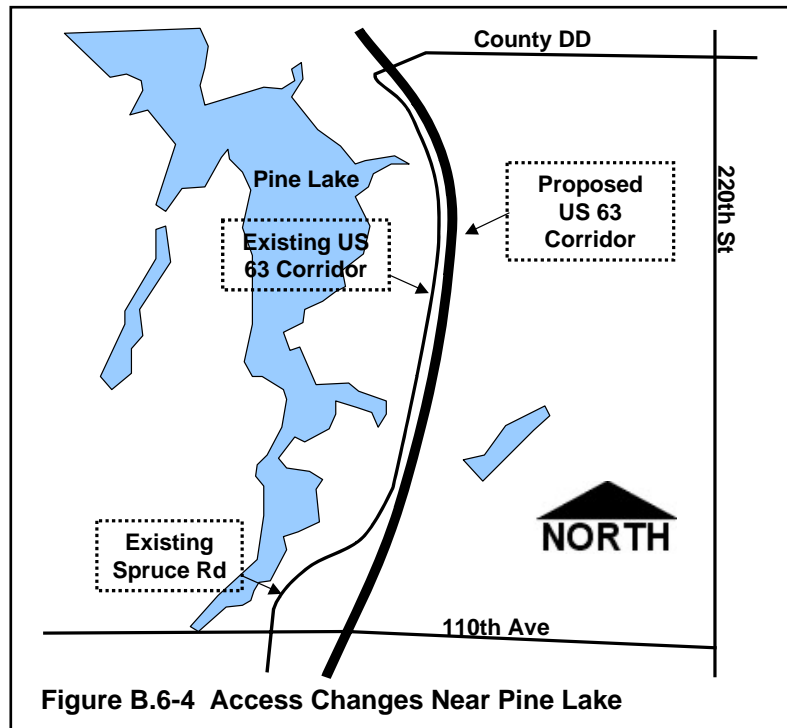 County DD
220th St
Pine Lake
Proposed
US 63
Corridor
Existing US
63 Corridor
NORTH
Existing
Spruce Rd
110th Ave
Figure B.6-4 Access Changes Near Pine Lake